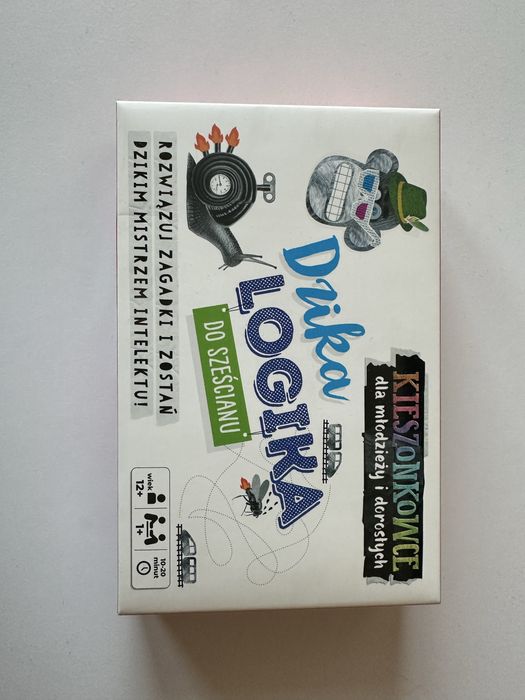 KIESZONKOWCE
dla młodzieży i dorosłych
Dzika
LOGIKA
DO SZEŚCIANU
ROZWIĄZUJ ZAGADKI I ZOSTAŃ
DZIKIM MISTRZEM INTELEKTU!
wiek
12+
1+
10-20
minut